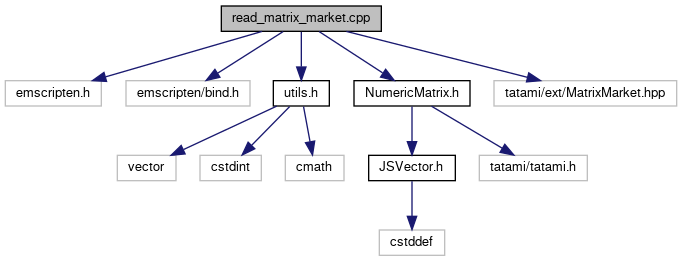 read_matrix_market.cpp
emscripten.h
emscripten/bind.h
utils.h
NumericMatrix.h
tatami/ext/MatrixMarket.hpp
vector
cstdint
cmath
JSVector.h
tatami/tatami.h
cstddef